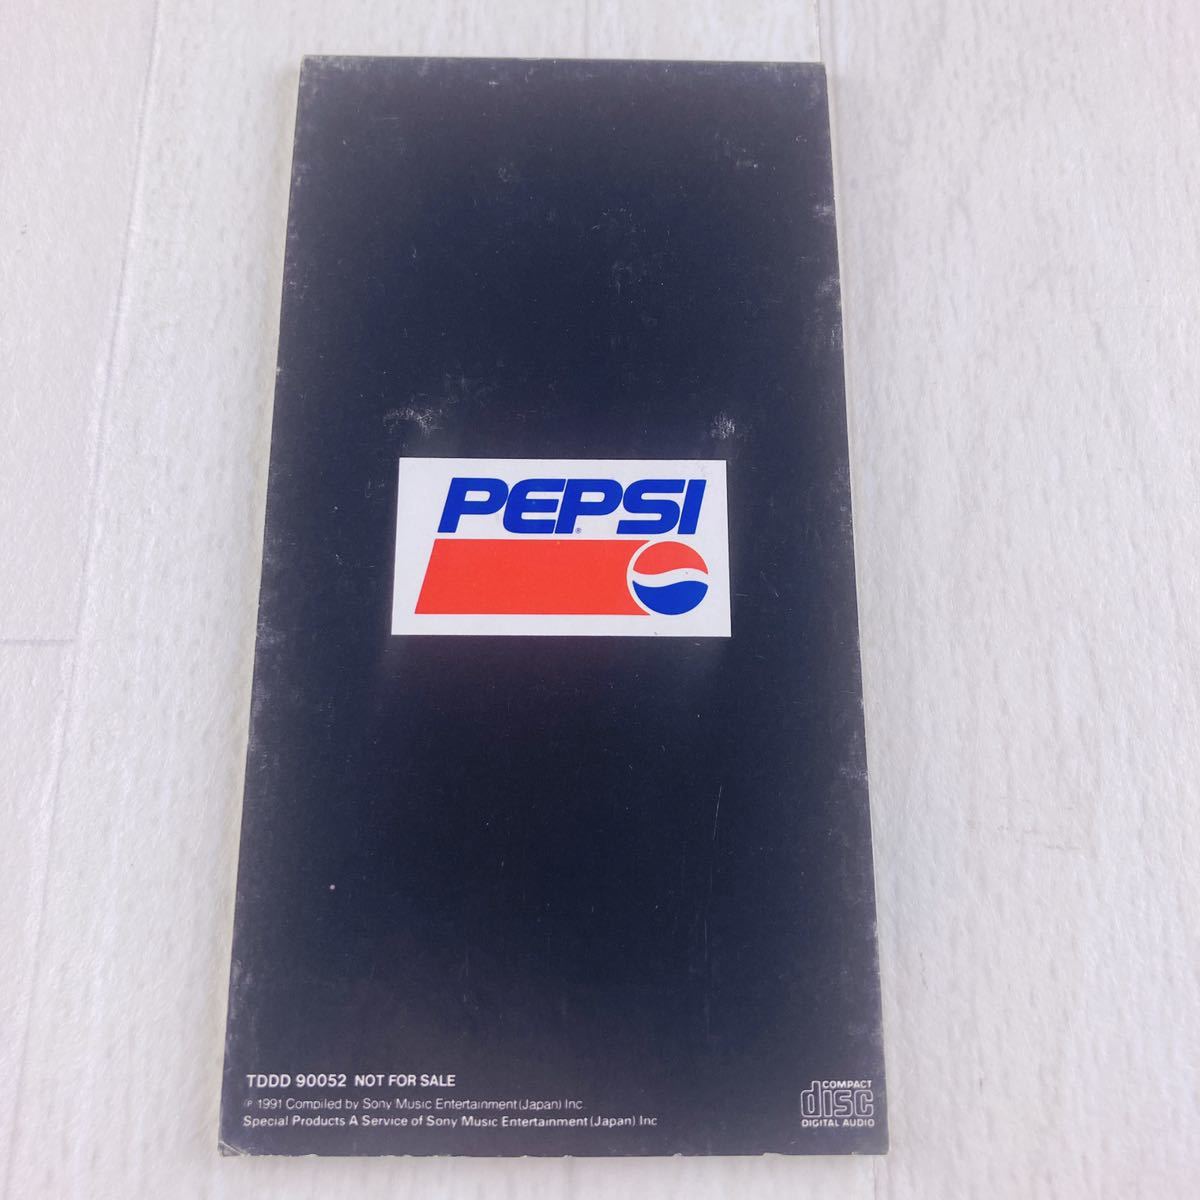 PEPSI
®
TDDD 90052 NOT FOR SALE
℗ 1991 Compiled by Sony Music Entertainment (Japan) Inc.
Special Products A Service of Sony Music Entertainment (Japan) Inc
COMPACT
disc
DIGITAL AUDIO